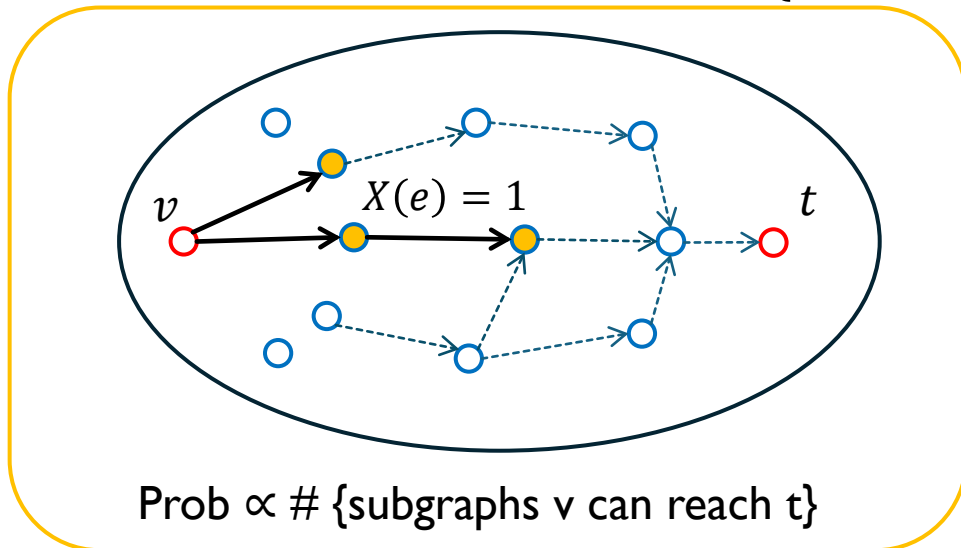 X(e) = 1
v
t
Prob ∝ # {subgraphs v can reach t}